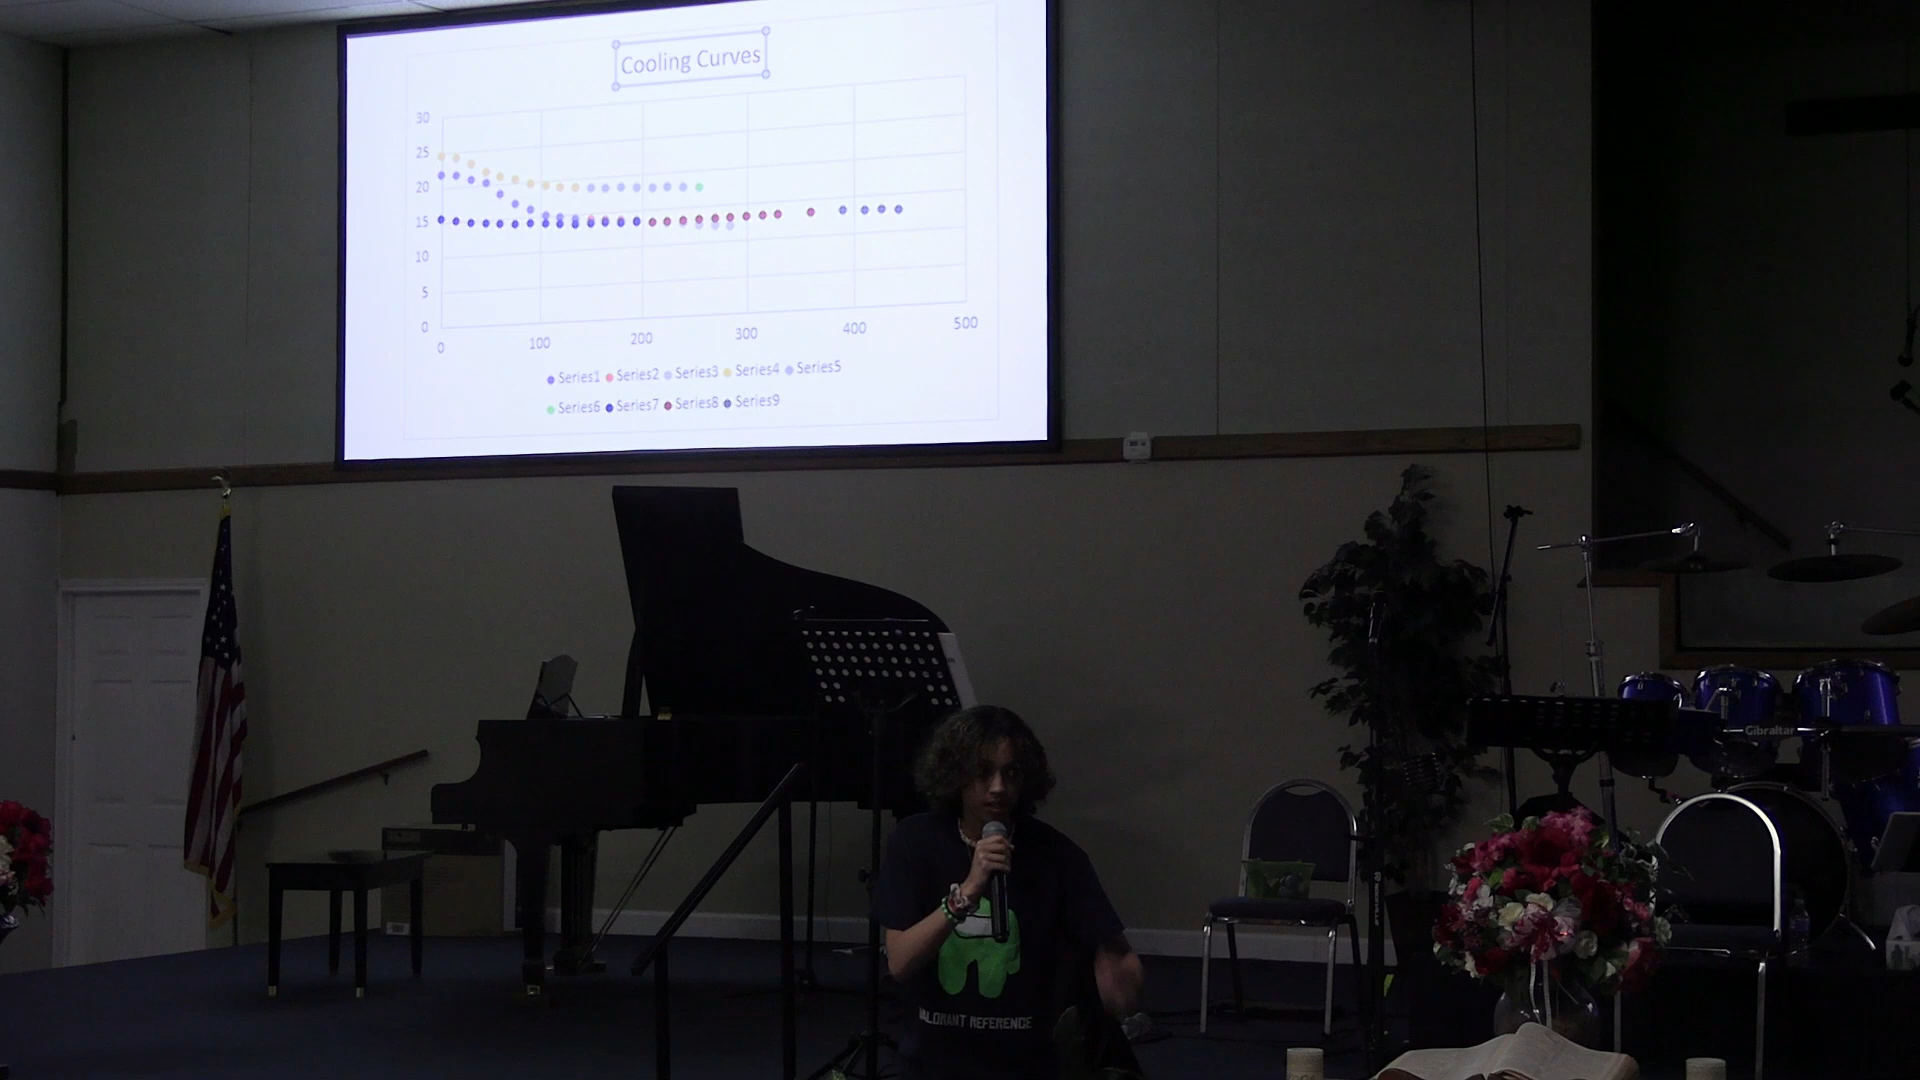 Cooling Curves
30
25
20
15
10
5
0
0 100 200 300 400 500
Series1 Series2 Series3 Series4 Series5
Series6 Series7 Series8 Series9
Gibraltar
VALORANT REFERENCE